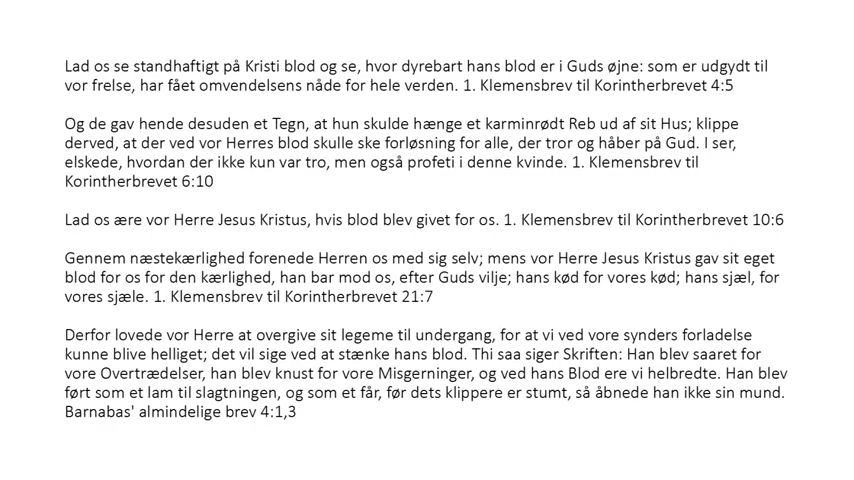 Lad os se standhaftigt på Kristi blod og se, hvor dyrebart hans blod er i Guds øjne: som er udgydt til
vor frelse, har fået omvendelsens nåde for hele verden. 1. Klemensbrev til Korintherbrevet 4:5
Og de gav hende desuden et Tegn, at hun skulde hænge et karminrødt Reb ud af sit Hus; klippe
derved, at der ved vor Herres blod skulle ske forløsning for alle, der tror og håber på Gud. I ser,
elskede, hvordan der ikke kun var tro, men også profeti i denne kvinde. 1. Klemensbrev til
Korintherbrevet 6:10
Lad os ære vor Herre Jesus Kristus, hvis blod blev givet for os. 1. Klemensbrev til Korintherbrevet 10:6
Gennem næstekærlighed forenede Herren os med sig selv; mens vor Herre Jesus Kristus gav sit eget
blod for os for den kærlighed, han bar mod os, efter Guds vilje; hans kød for vores kød; hans sjæl, for
vores sjæle. 1. Klemensbrev til Korintherbrevet 21:7
Derfor lovede vor Herre at overgive sit legeme til undergang, for at vi ved vore synders forladelse
kunne blive helliget; det vil sige ved at stænke hans blod. Thi saa siger Skriften: Han blev saaret for
vore Overtrædelser, han blev knust for vore Misgerninger, og ved hans Blod ere vi helbredte. Han blev
ført som et lam til slagtningen, og som et får, før dets klippere er stumt, så åbnede han ikke sin mund.
Barnabas' almindelige brev 4:1,3